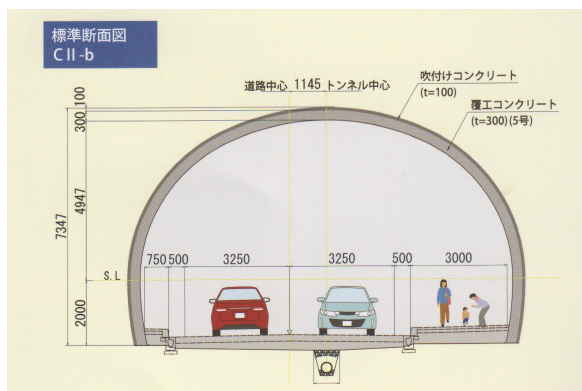 標準断面図
CⅡ-b
道路中心 1145 トンネル中心
吹付けコンクリート
(t=100)
覆工コンクリート
(t=300)(5号)
100
300
4947
7347
2000
S.L
750 500 3250 3250 500 3000